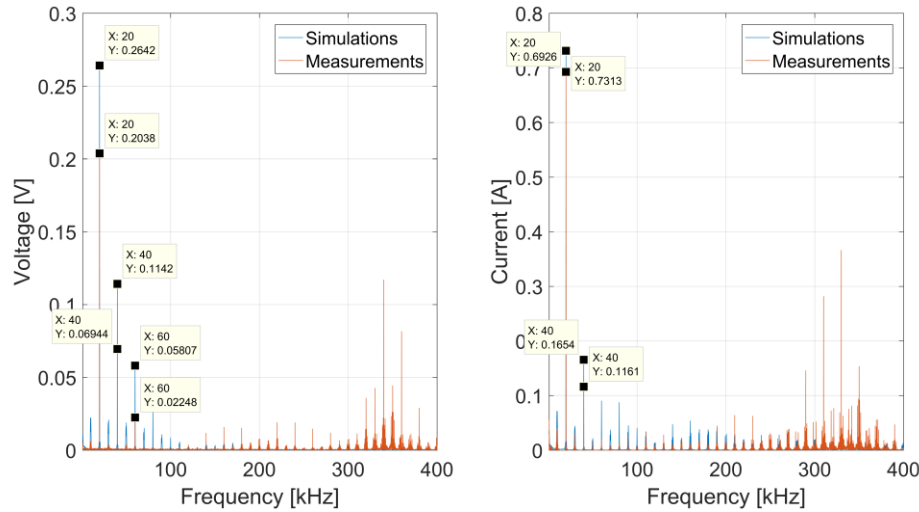 0.3
0.25
0.2
0.15
0.1
0.05
0
Voltage [V]
X: 20
Y: 0.2642
X: 20
Y: 0.2038
X: 40
Y: 0.1142
X: 40
Y: 0.06944
X: 60
Y: 0.05807
X: 60
Y: 0.02248
Simulations
Measurements
100
200
300
400
Frequency [kHz]
0.8
0.7
0.6
0.5
0.4
0.3
0.2
0.1
0
Current [A]
X: 20
Y: 0.6926
X: 20
Y: 0.7313
X: 40
Y: 0.1654
X: 40
Y: 0.1161
Simulations
Measurements
100
200
300
400
Frequency [kHz]